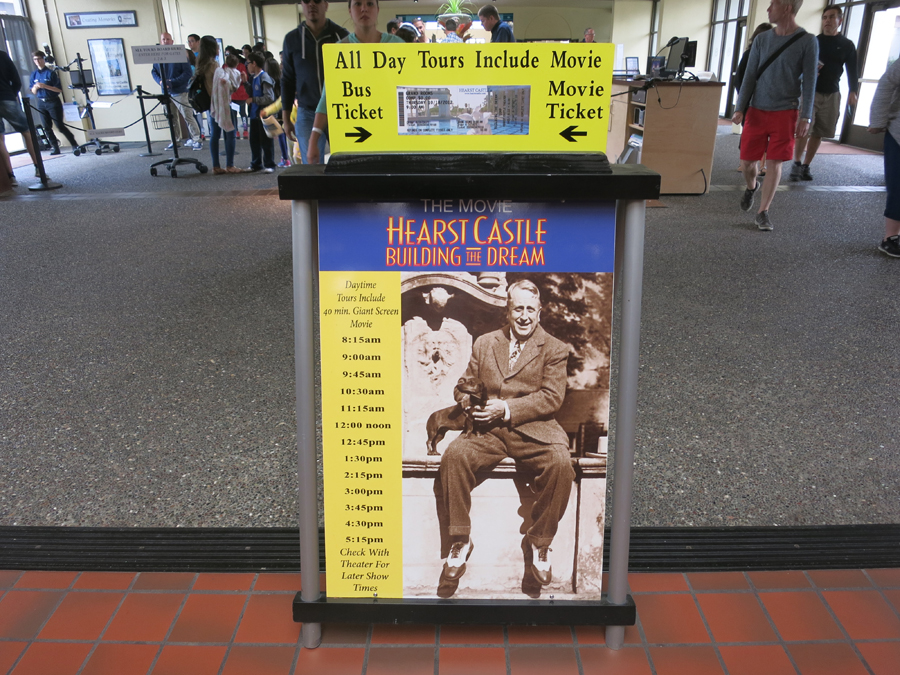 All Day Tours Include Movie
Bus
Ticket
Movie
Ticket
THE MOVIE
HEARST CASTLE
BUILDING THE DREAM
Daytime
Tours Include
40 min. Giant Screen
Movie
8:15am
9:00am
9:45am
10:30am
11:15am
12:00 noon
12:45pm
1:30pm
2:15pm
3:00pm
3:45pm
4:30pm
5:15pm
Check With
Theater For
Later Show
Times